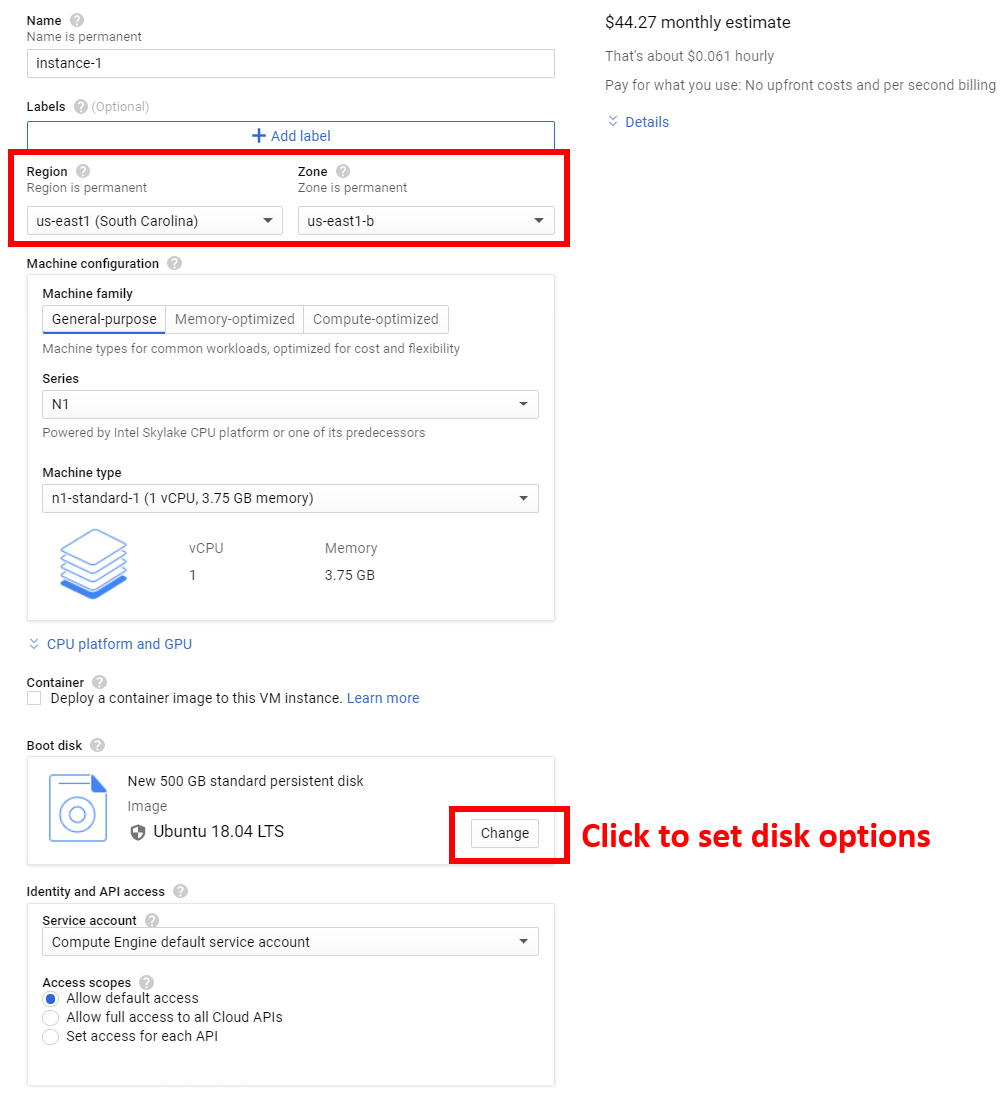 Name
Name is permanent
instance-1
Labels (Optional)
Add label
Region Zone
Region is permanent Zone is permanent
us-east1 (South Carolina) us-east1-b
Machine configuration
Machine family
General-purpose Memory-optimized Compute-optimized
Machine types for common workloads, optimized for cost and flexibility
Series
N1
Powered by Intel Skylake CPU platform or one of its predecessors
Machine type
n1-standard-1 (1 vCPU, 3.75 GB memory)
vCPU Memory
1 3.75 GB
CPU platform and GPU
Container
Deploy a container image to this VM instance. Learn more
Boot disk
New 500 GB standard persistent disk
Image
Ubuntu 18.04 LTS
Change
Click to set disk options
Identity and API access
Service account
Compute Engine default service account
Access scopes
Allow default access
Allow full access to all Cloud APIs
Set access for each API
$44.27 monthly estimate
That's about $0.061 hourly
Pay for what you use: No upfront costs and per second billing
Details